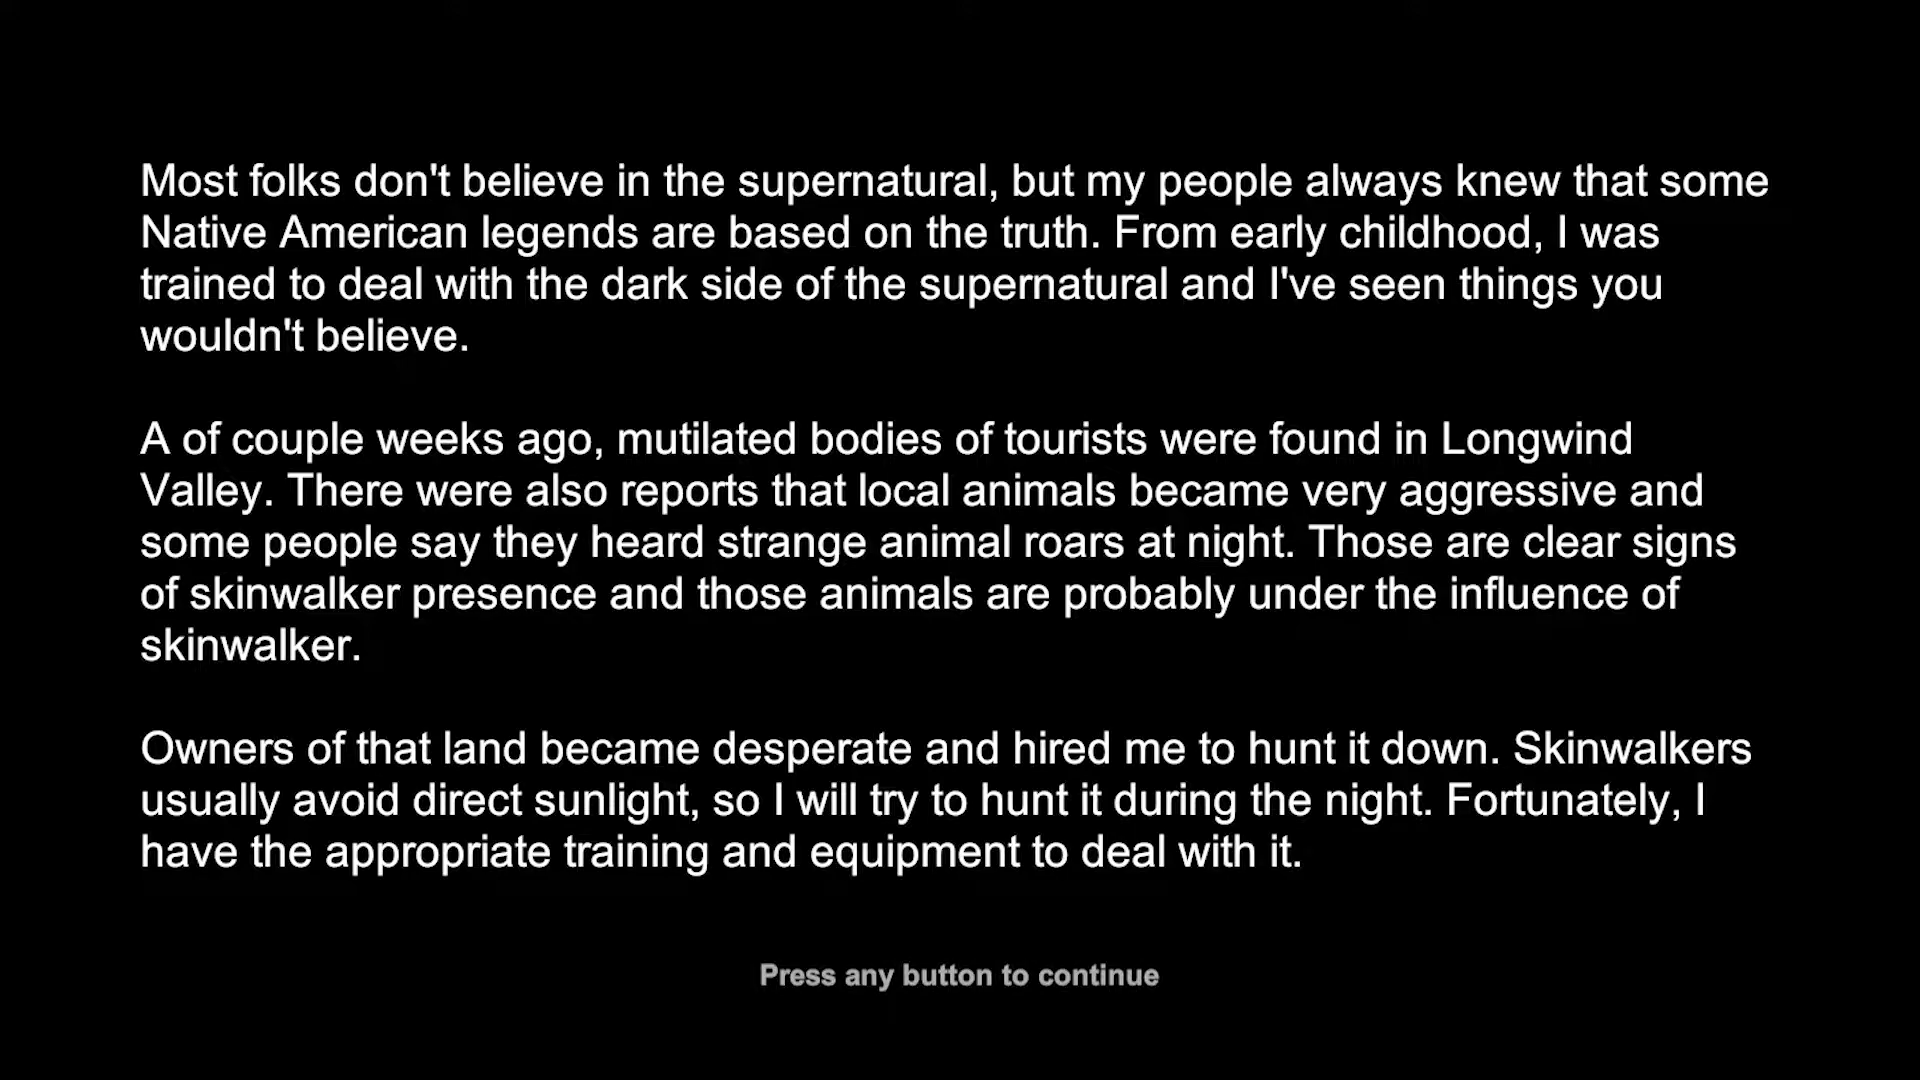 Most folks don't believe in the supernatural, but my people always knew that some
Native American legends are based on the truth. From early childhood, I was
trained to deal with the dark side of the supernatural and I've seen things you
wouldn't believe.
A of couple weeks ago, mutilated bodies of tourists were found in Longwind
Valley. There were also reports that local animals became very aggressive and
some people say they heard strange animal roars at night. Those are clear signs
of skinwalker presence and those animals are probably under the influence of
skinwalker.
Owners of that land became desperate and hired me to hunt it down. Skinwalkers
usually avoid direct sunlight, so I will try to hunt it during the night. Fortunately, I
have the appropriate training and equipment to deal with it.
Press any button to continue